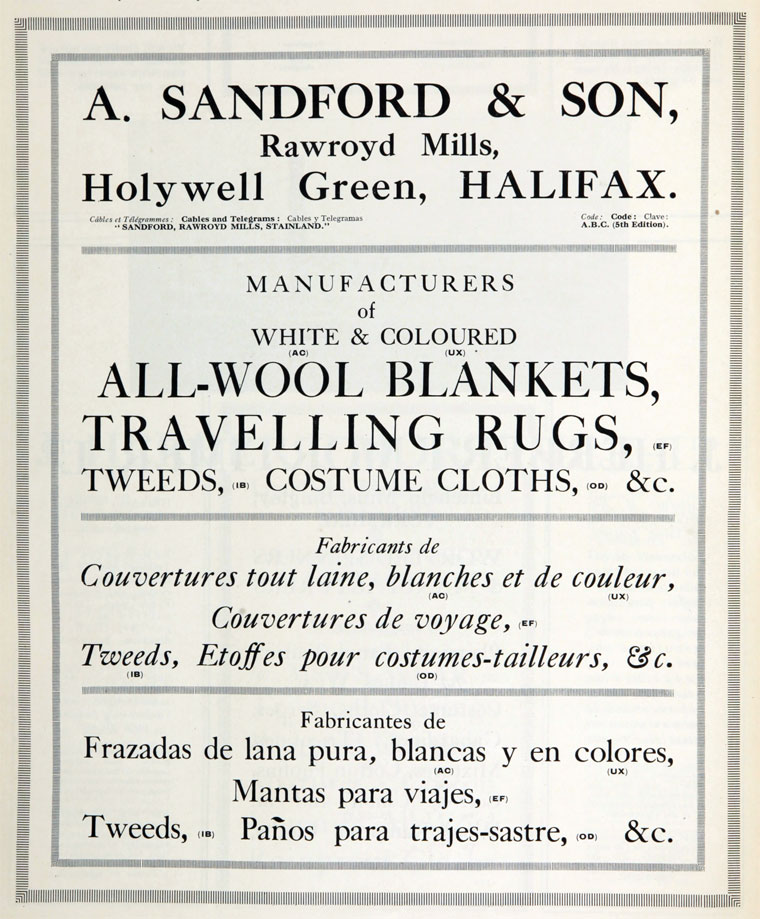 A. SANDFORD & SON,
Rawroyd Mills,
Holywell Green, HALIFAX.
Câbles et Télégrammes: Cables and Telegrams: Cables y Telegramas
"SANDFORD, RAWROYD MILLS, STAINLAND."
Code: Code: Clave:
A.B.C. (5th Edition).
MANUFACTURERS
of
WHITE & COLOURED
(AC) (UX)
ALL-WOOL BLANKETS,
TRAVELLING RUGS, (EF)
TWEEDS, (IB) COSTUME CLOTHS, (OD) &c.
Fabricants de
Couvertures tout laine, blanches et de couleur,
(AC) (UX)
Couvertures de voyage, (EF)
Tweeds, Etoffes pour costumes-tailleurs, &c.
(IB) (OD)
Fabricantes de
Frazadas de lana pura, blancas y en colores,
(AC) (UX)
Mantas para viajes, (EF)
Tweeds, (IB) Paños para trajes-sastre, (OD) &c.